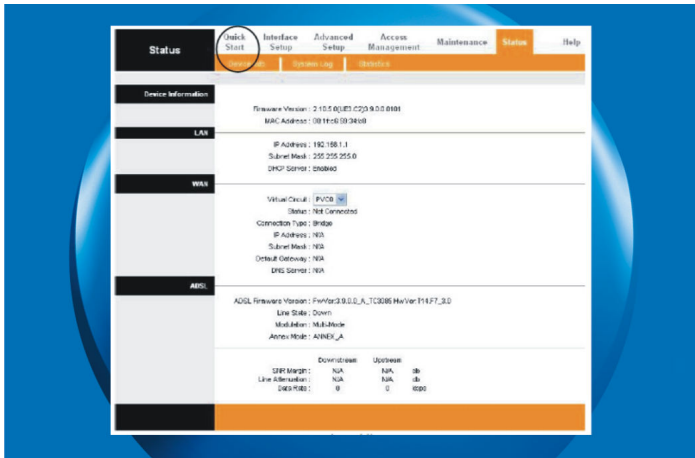 Status
Quick Start
Interface Setup
Advanced Setup
Access Management
Maintenance
Status
Help
System Log
Statistics
Device Information
Firmware Version :
MAC Address :
LAN
IP Address : 192.168.1.1
Subnet Mask : 255.255.255.0
DHCP Server : Enabled
WAN
Virtual Circuit : PVC0
Status : Not Connected
Connection Type : Bridge
IP Address : N/A
Subnet Mask : N/A
Default Gateway : N/A
DNS Server : N/A
ADSL
ADSL Firmware Version :
Line State : Down
Modulation : Multi-Mode
Annex Mode : ANNEX_A
Downstream Upstream
SNR Margin : N/A N/A db
Line Attenuation : N/A N/A db
Data Rate : 0 0 kbps